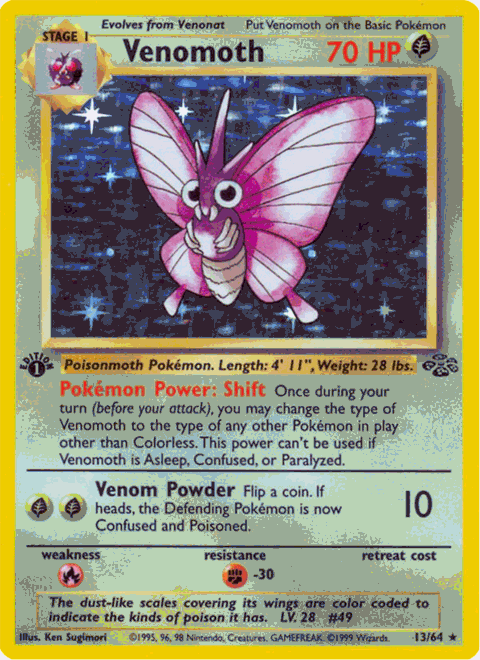 Evolves from Venonat Put Venomoth on the Basic Pokémon
STAGE 1
Venomoth 70 HP
EDITION
1
Poisonmoth Pokémon. Length: 4' 11", Weight: 28 lbs.
Pokémon Power: Shift Once during your
turn (before your attack), you may change the type of
Venomoth to the type of any other Pokémon in play
other than Colorless. This power can't be used if
Venomoth is Asleep, Confused, or Paralyzed.
Venom Powder Flip a coin. If
heads, the Defending Pokémon is now
Confused and Poisoned.
10
weakness resistance retreat cost
-30
The dust-like scales covering its wings are color coded to
indicate the kinds of poison it has. LV. 28 #49
Illus. Ken Sugimori ©1995, 96, 98 Nintendo, Creatures, GAMEFREAK. ©1999 Wizards. 13/64 ★